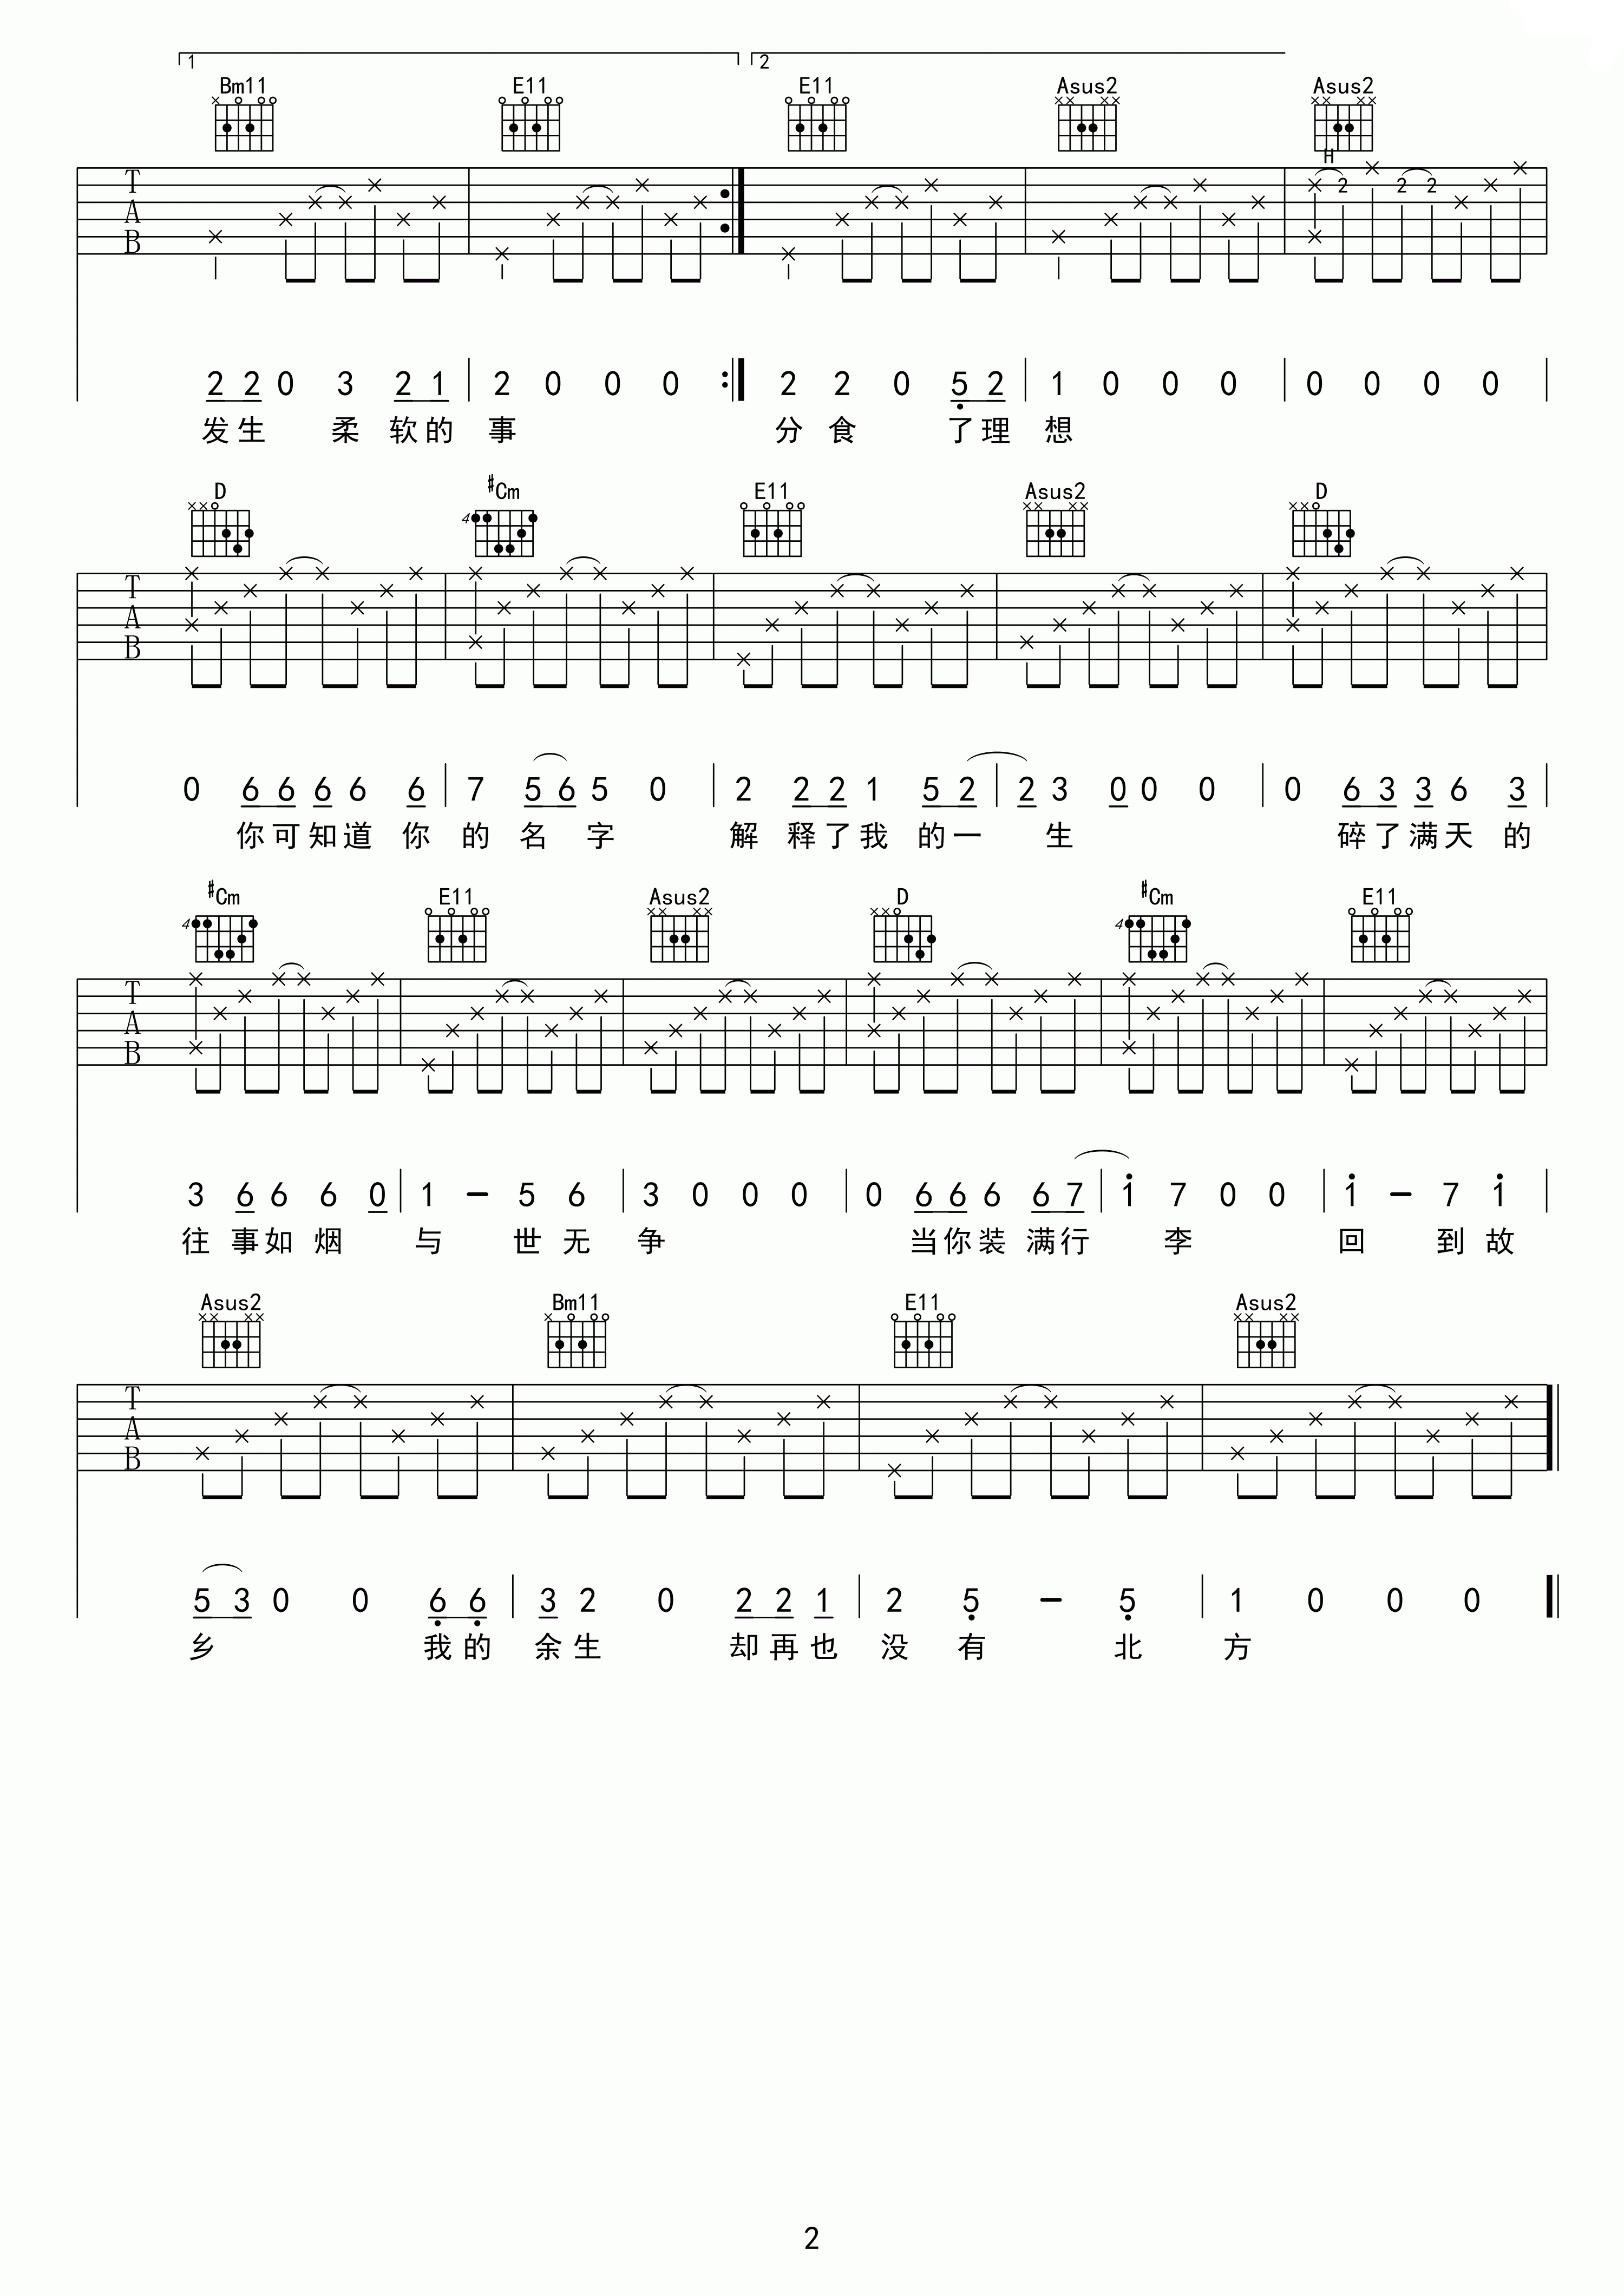 1 2
Bm11 E11 E11 Asus2 Asus2
H
T A B 2 2 2
2 2 0 3 2 1 2 0 0 0 2 2 0 5 2 1 0 0 0 0 0 0 0
发生 柔 软的 事 分 食 了理 想
D #Cm E11 Asus2 D
4
T A B
0 6 6 6 6 6 7 5 6 5 0 2 2 2 1 5 2 2 3 0 0 0 0 6 3 3 6 3
你可知道 你 的 名 字 解 释了我 的一 生 碎了满天 的
#Cm E11 Asus2 D #Cm E11
4 4
T A B
3 6 6 6 0 1 - 5 6 3 0 0 0 0 6 6 6 6 7 1 7 0 0 1 - 7 1
往 事如 烟 与 世 无 争 当你装 满行 李 回 到 故
Asus2 Bm11 E11 Asus2
T A B
5 3 0 0 6 6 3 2 0 2 2 1 2 5 - 5 1 0 0 0
乡 我的 余生 却再也 没 有 北 方
2